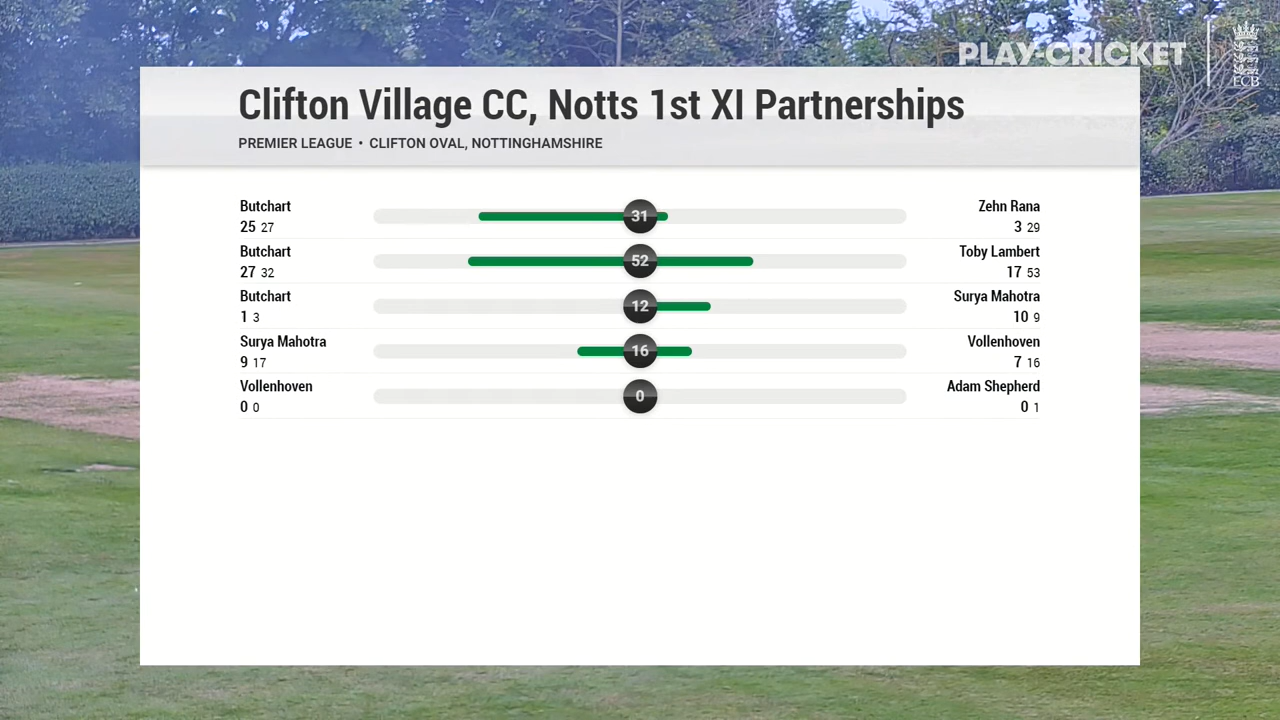 PLAY-CRICKET
ECB
Clifton Village CC, Notts 1st XI Partnerships
PREMIER LEAGUE • CLIFTON OVAL, NOTTINGHAMSHIRE
Butchart 31 Zehn Rana
25 27 3 29
Butchart 52 Toby Lambert
27 32 17 53
Butchart 12 Surya Mahotra
1 3 10 9
Surya Mahotra 16 Vollenhoven
9 17 7 16
Vollenhoven 0 Adam Shepherd
0 0 0 1